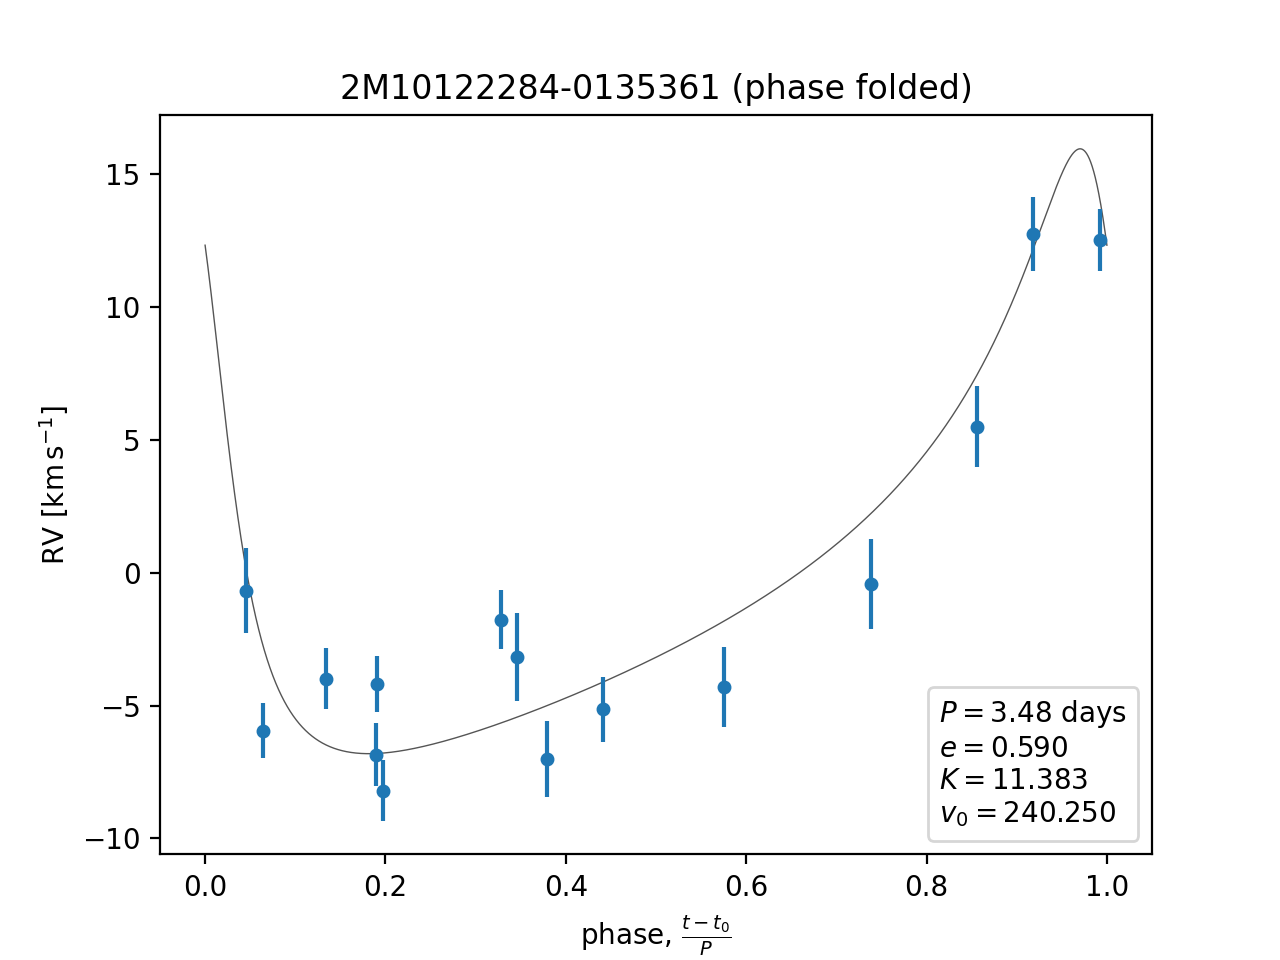 2M10122284-0135361 (phase folded)
15
10
5
0
−5
−10
RV [km s⁻¹]
P = 3.48 days
e = 0.590
K = 11.383
v₀ = 240.250
0.0 0.2 0.4 0.6 0.8 1.0
phase, (t − t₀)/P